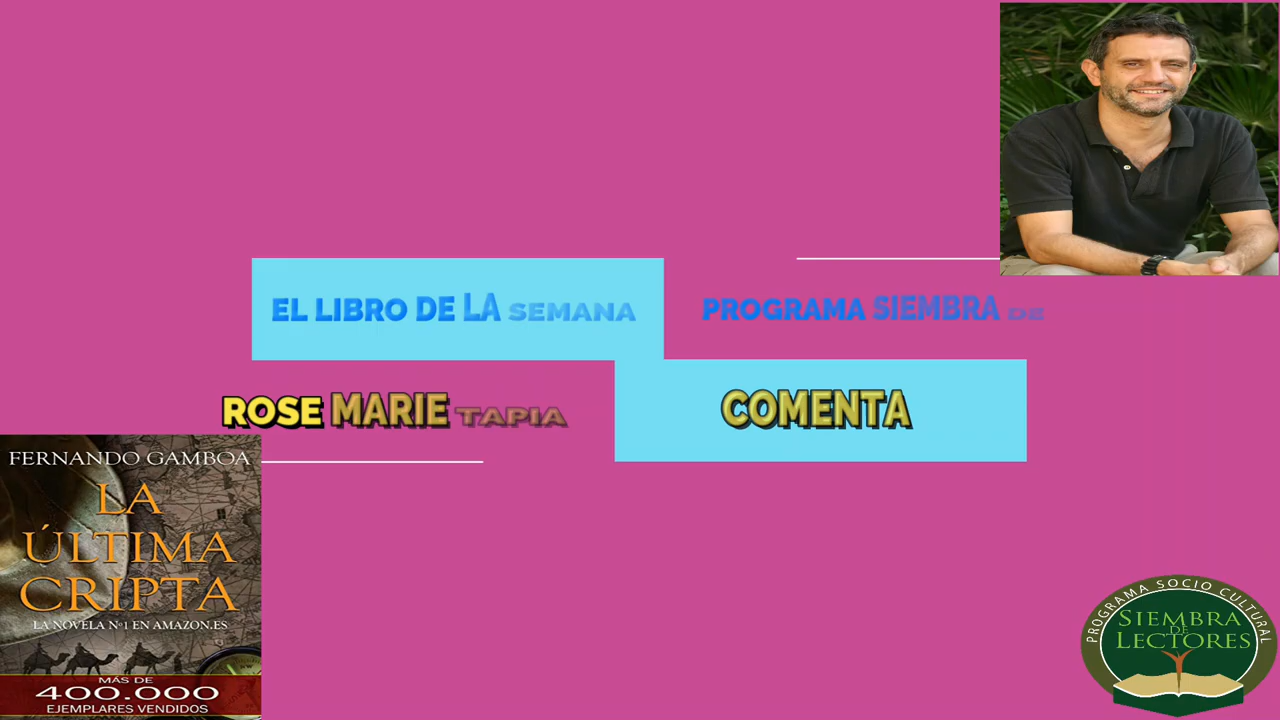 EL LIBRO DE LA SEMANA
PROGRAMA SIEMBRA DE
ROSE MARIE TAPIA
COMENTA
FERNANDO GAMBOA
LA
ÚLTIMA
CRIPTA
LA NOVELA Nº1 EN AMAZON.ES
MÁS DE
400.000
EJEMPLARES VENDIDOS
PROGRAMA SOCIO CULTURAL
SIEMBRA
DE
LECTORES